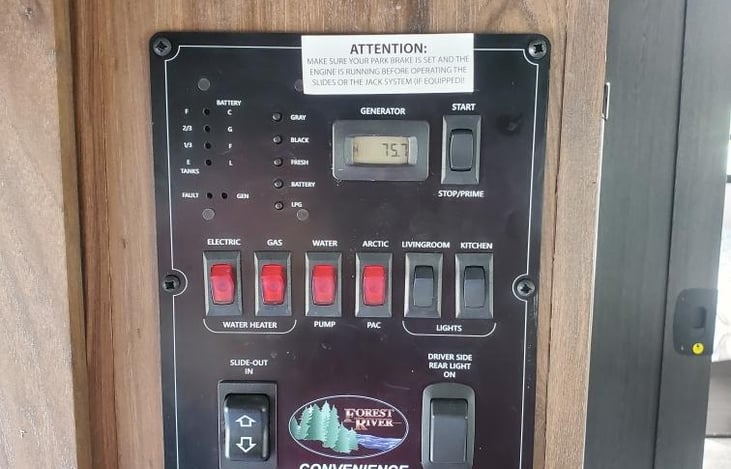 ATTENTION:
MAKE SURE YOUR PARK BRAKE IS SET AND THE
ENGINE IS RUNNING BEFORE OPERATING THE
SLIDES OR THE JACK SYSTEM (IF EQUIPPED)!
BATTERY
F C
2/3 G
1/3 F
E L
TANKS
FAULT GEN
GRAY
BLACK
FRESH
BATTERY
LPG
GENERATOR
H 75.7
START
STOP/PRIME
ELECTRIC GAS WATER ARCTIC LIVINGROOM KITCHEN
WATER HEATER PUMP PAC LIGHTS
SLIDE-OUT
IN
DRIVER SIDE
REAR LIGHT
ON
FOREST
RIVER
CONVENIENCE